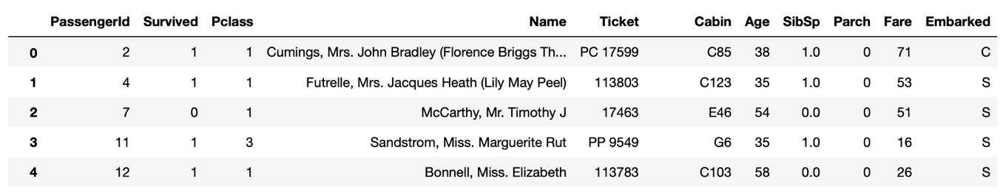 PassengerId Survived Pclass Name Ticket Cabin Age SibSp Parch Fare Embarked
0 2 1 1 Cumings, Mrs. John Bradley (Florence Briggs Th... PC 17599 C85 38 1.0 0 71 C
1 4 1 1 Futrelle, Mrs. Jacques Heath (Lily May Peel) 113803 C123 35 1.0 0 53 S
2 7 0 1 McCarthy, Mr. Timothy J 17463 E46 54 0.0 0 51 S
3 11 1 3 Sandstrom, Miss. Marguerite Rut PP 9549 G6 35 1.0 0 16 S
4 12 1 1 Bonnell, Miss. Elizabeth 113783 C103 58 0.0 0 26 S